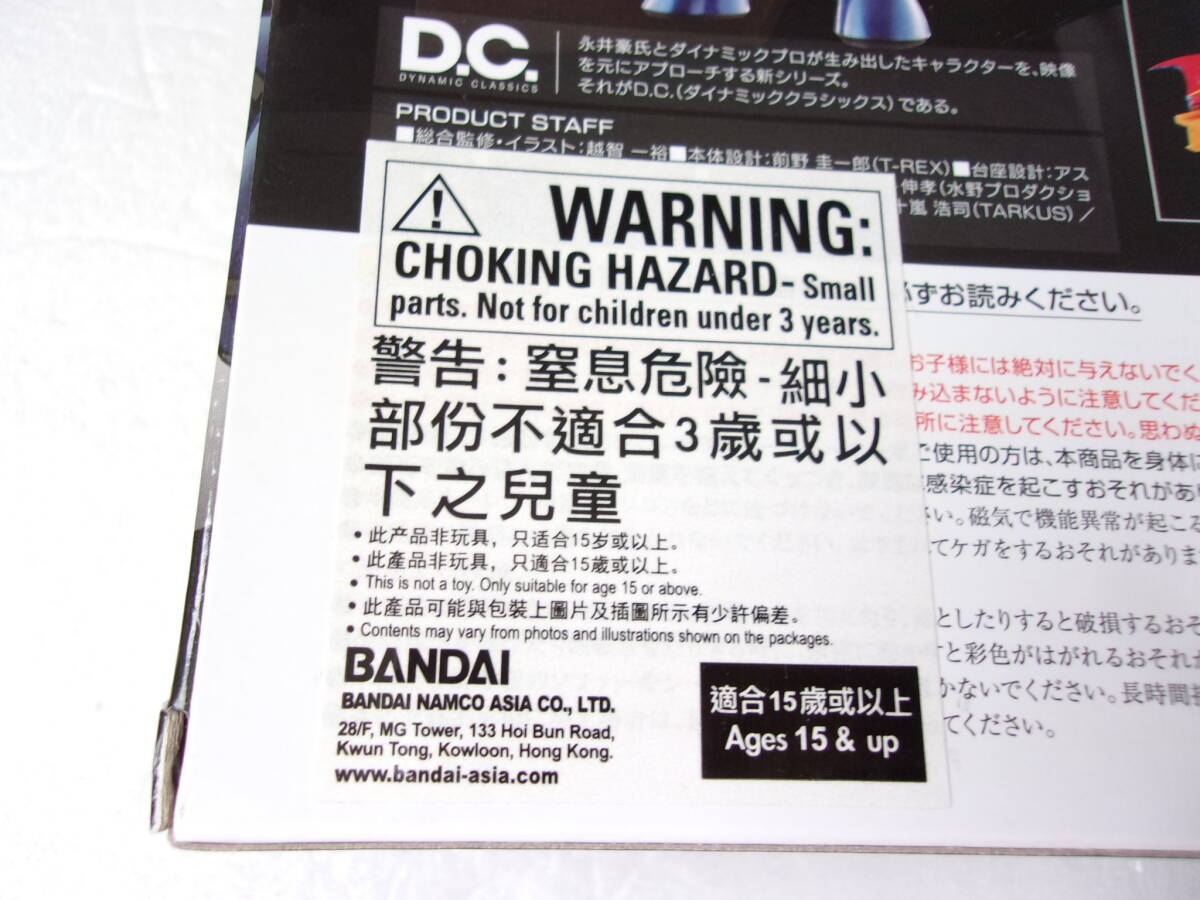 D.C.
DYNAMIC CLASSICS
永井豪氏とダイナミックプロが生み出したキャラクターを、映像
を元にアプローチする新シリーズ。
それがD.C.(ダイナミッククラシックス)である。
PRODUCT STAFF
■総合監修・イラスト:越智 一裕■本体設計:前野 圭一郎(T-REX)■台座設計:アス
伸孝(水野プロダクショ
十嵐 浩司(TARKUS)/
WARNING:
CHOKING HAZARD- Small
parts. Not for children under 3 years.
警告:窒息危險-細小
部份不適合3歲或以
下之兒童
• 此产品非玩具，只适合15岁或以上。
• 此產品非玩具，只適合15歲或以上。
• This is not a toy. Only suitable for age 15 or above.
• 此產品可能與包裝上圖片及插圖所示有少許偏差。
• Contents may vary from photos and illustrations shown on the packages.
BANDAI
BANDAI NAMCO ASIA CO., LTD.
28/F, MG Tower, 133 Hoi Bun Road,
Kwun Tong, Kowloon, Hong Kong.
www.bandai-asia.com
適合15歲或以上
Ages 15 & up
ずお読みください。
お子様には絶対に与えないでく
み込まないように注意してくだ
所に注意してください。思わぬ
ご使用の方は、本商品を身体に
感染症を起こすおそれがあり
い。磁気で機能異常が起こる
てケガをするおそれがありま
としたりすると破損するおそ
と彩色がはがれるおそれ
かないでください。長時間
てください。